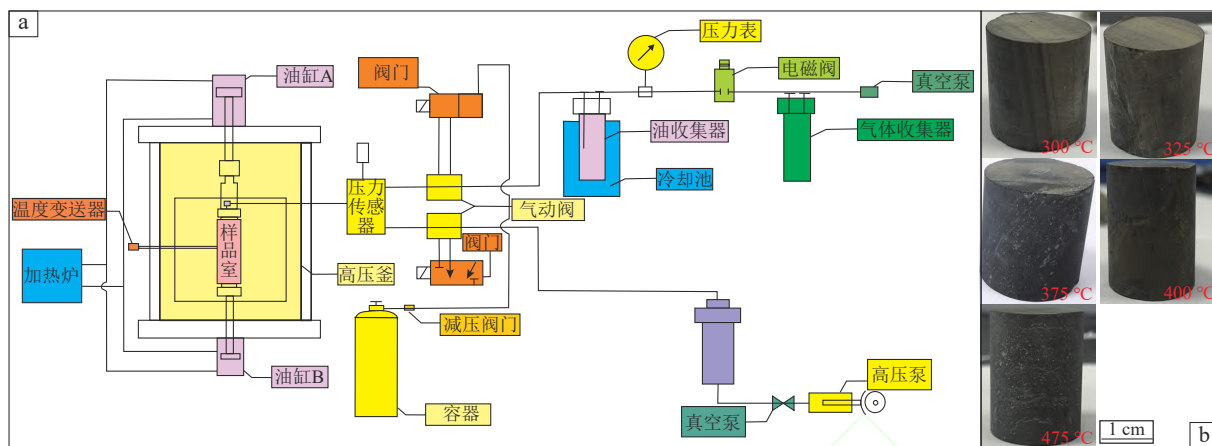 a
油缸A
阀门
压力表
电磁阀
真空泵
油收集器
气体收集器
冷却池
压力
传感
器
气动阀
温度变送器
样
品
室
阀门
加热炉
高压釜
减压阀门
油缸B
容器
真空泵
高压泵
300 ℃
325 ℃
375 ℃
400 ℃
475 ℃
1 cm
b